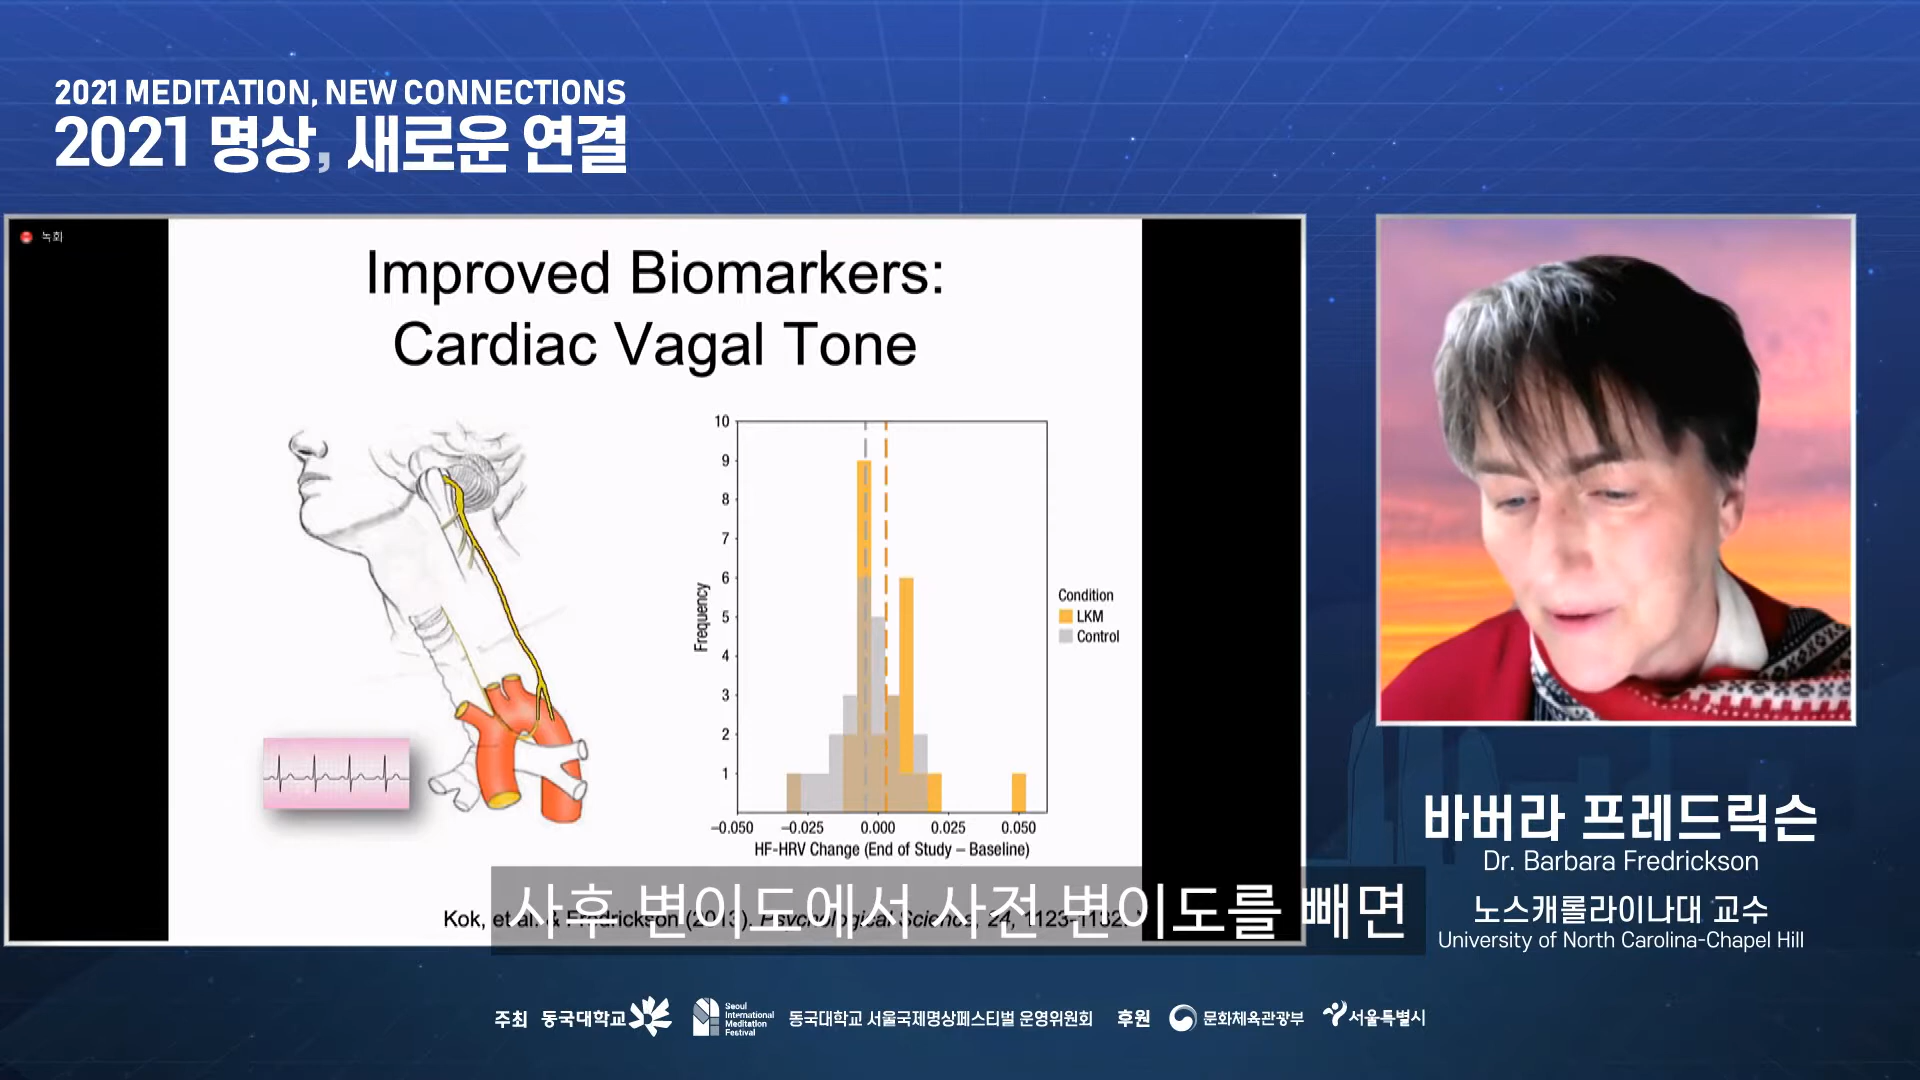 2021 MEDITATION, NEW CONNECTIONS
2021 명상, 새로운 연결
녹화
Improved Biomarkers:
Cardiac Vagal Tone
10
9
8
7
6
5
4
3
2
1
Frequency
−0.050 −0.025 0.000 0.025 0.050
HF-HRV Change (End of Study – Baseline)
Condition
LKM
Control
Kok, et al. & Fredrickson (2013). Psychological Science, 24, 1123-1132.
사후 변이도에서 사전 변이도를 빼면
바버라 프레드릭슨
Dr. Barbara Fredrickson
노스캐롤라이나대 교수
University of North Carolina-Chapel Hill
주최 동국대학교 Seoul International Meditation Festival 동국대학교 서울국제명상페스티벌 운영위원회 후원 문화체육관광부 서울특별시